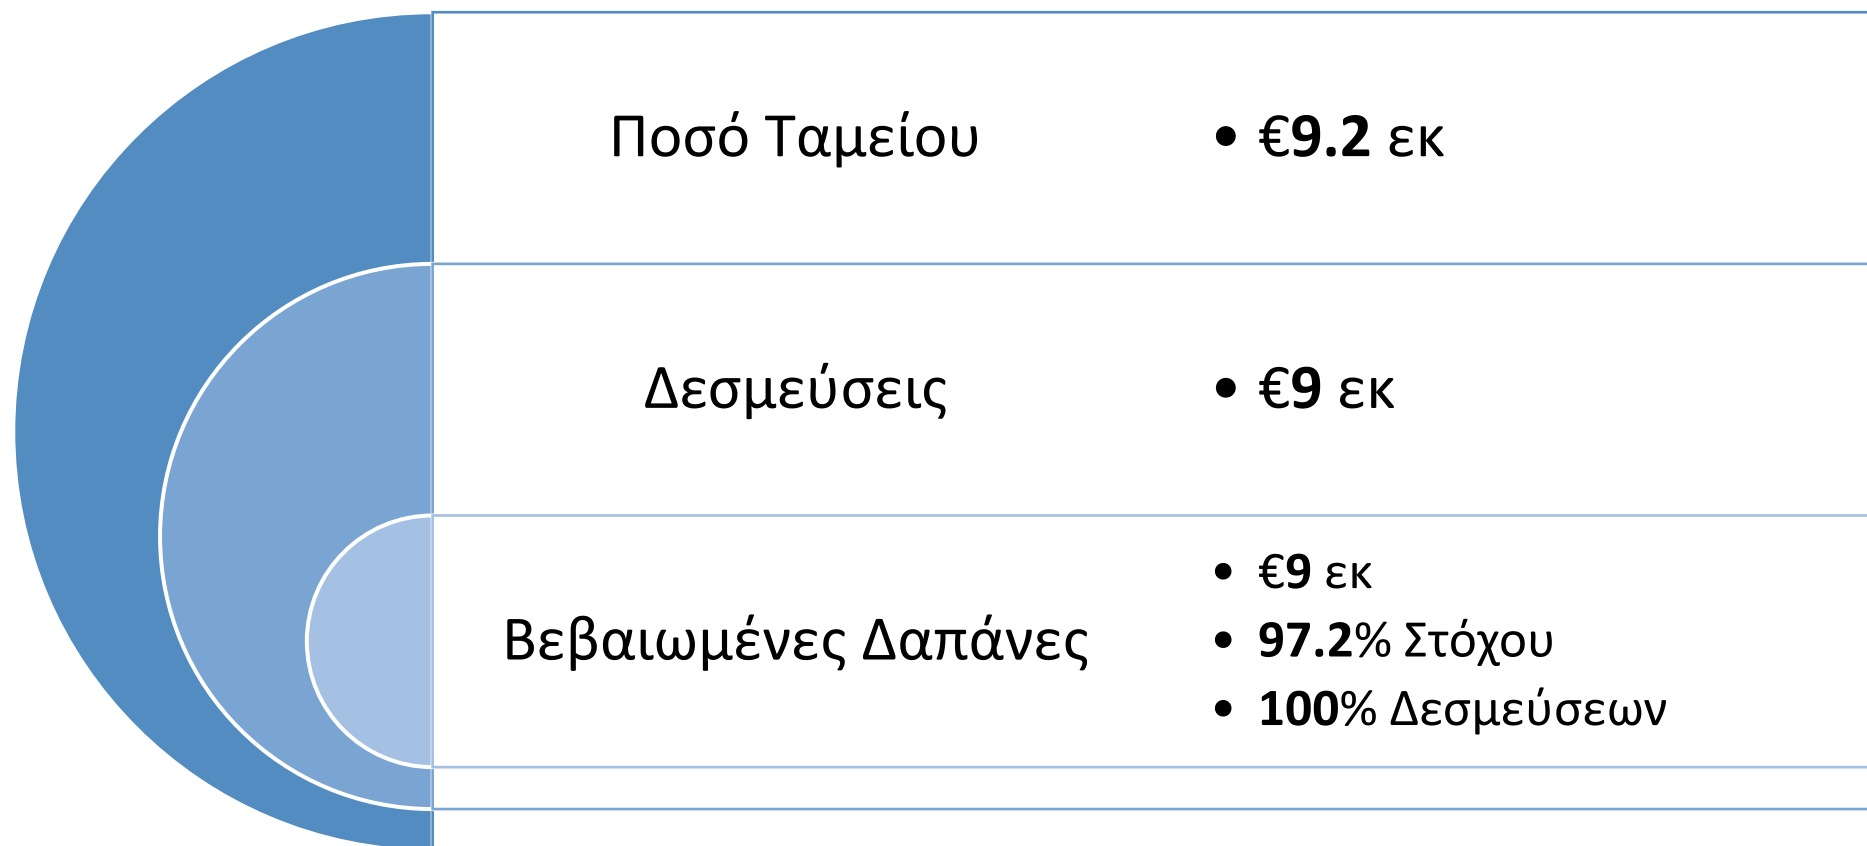 Ποσό Ταμείου
• €9.2 εκ
Δεσμεύσεις
• €9 εκ
Βεβαιωμένες Δαπάνες
• €9 εκ
• 97.2% Στόχου
• 100% Δεσμεύσεων